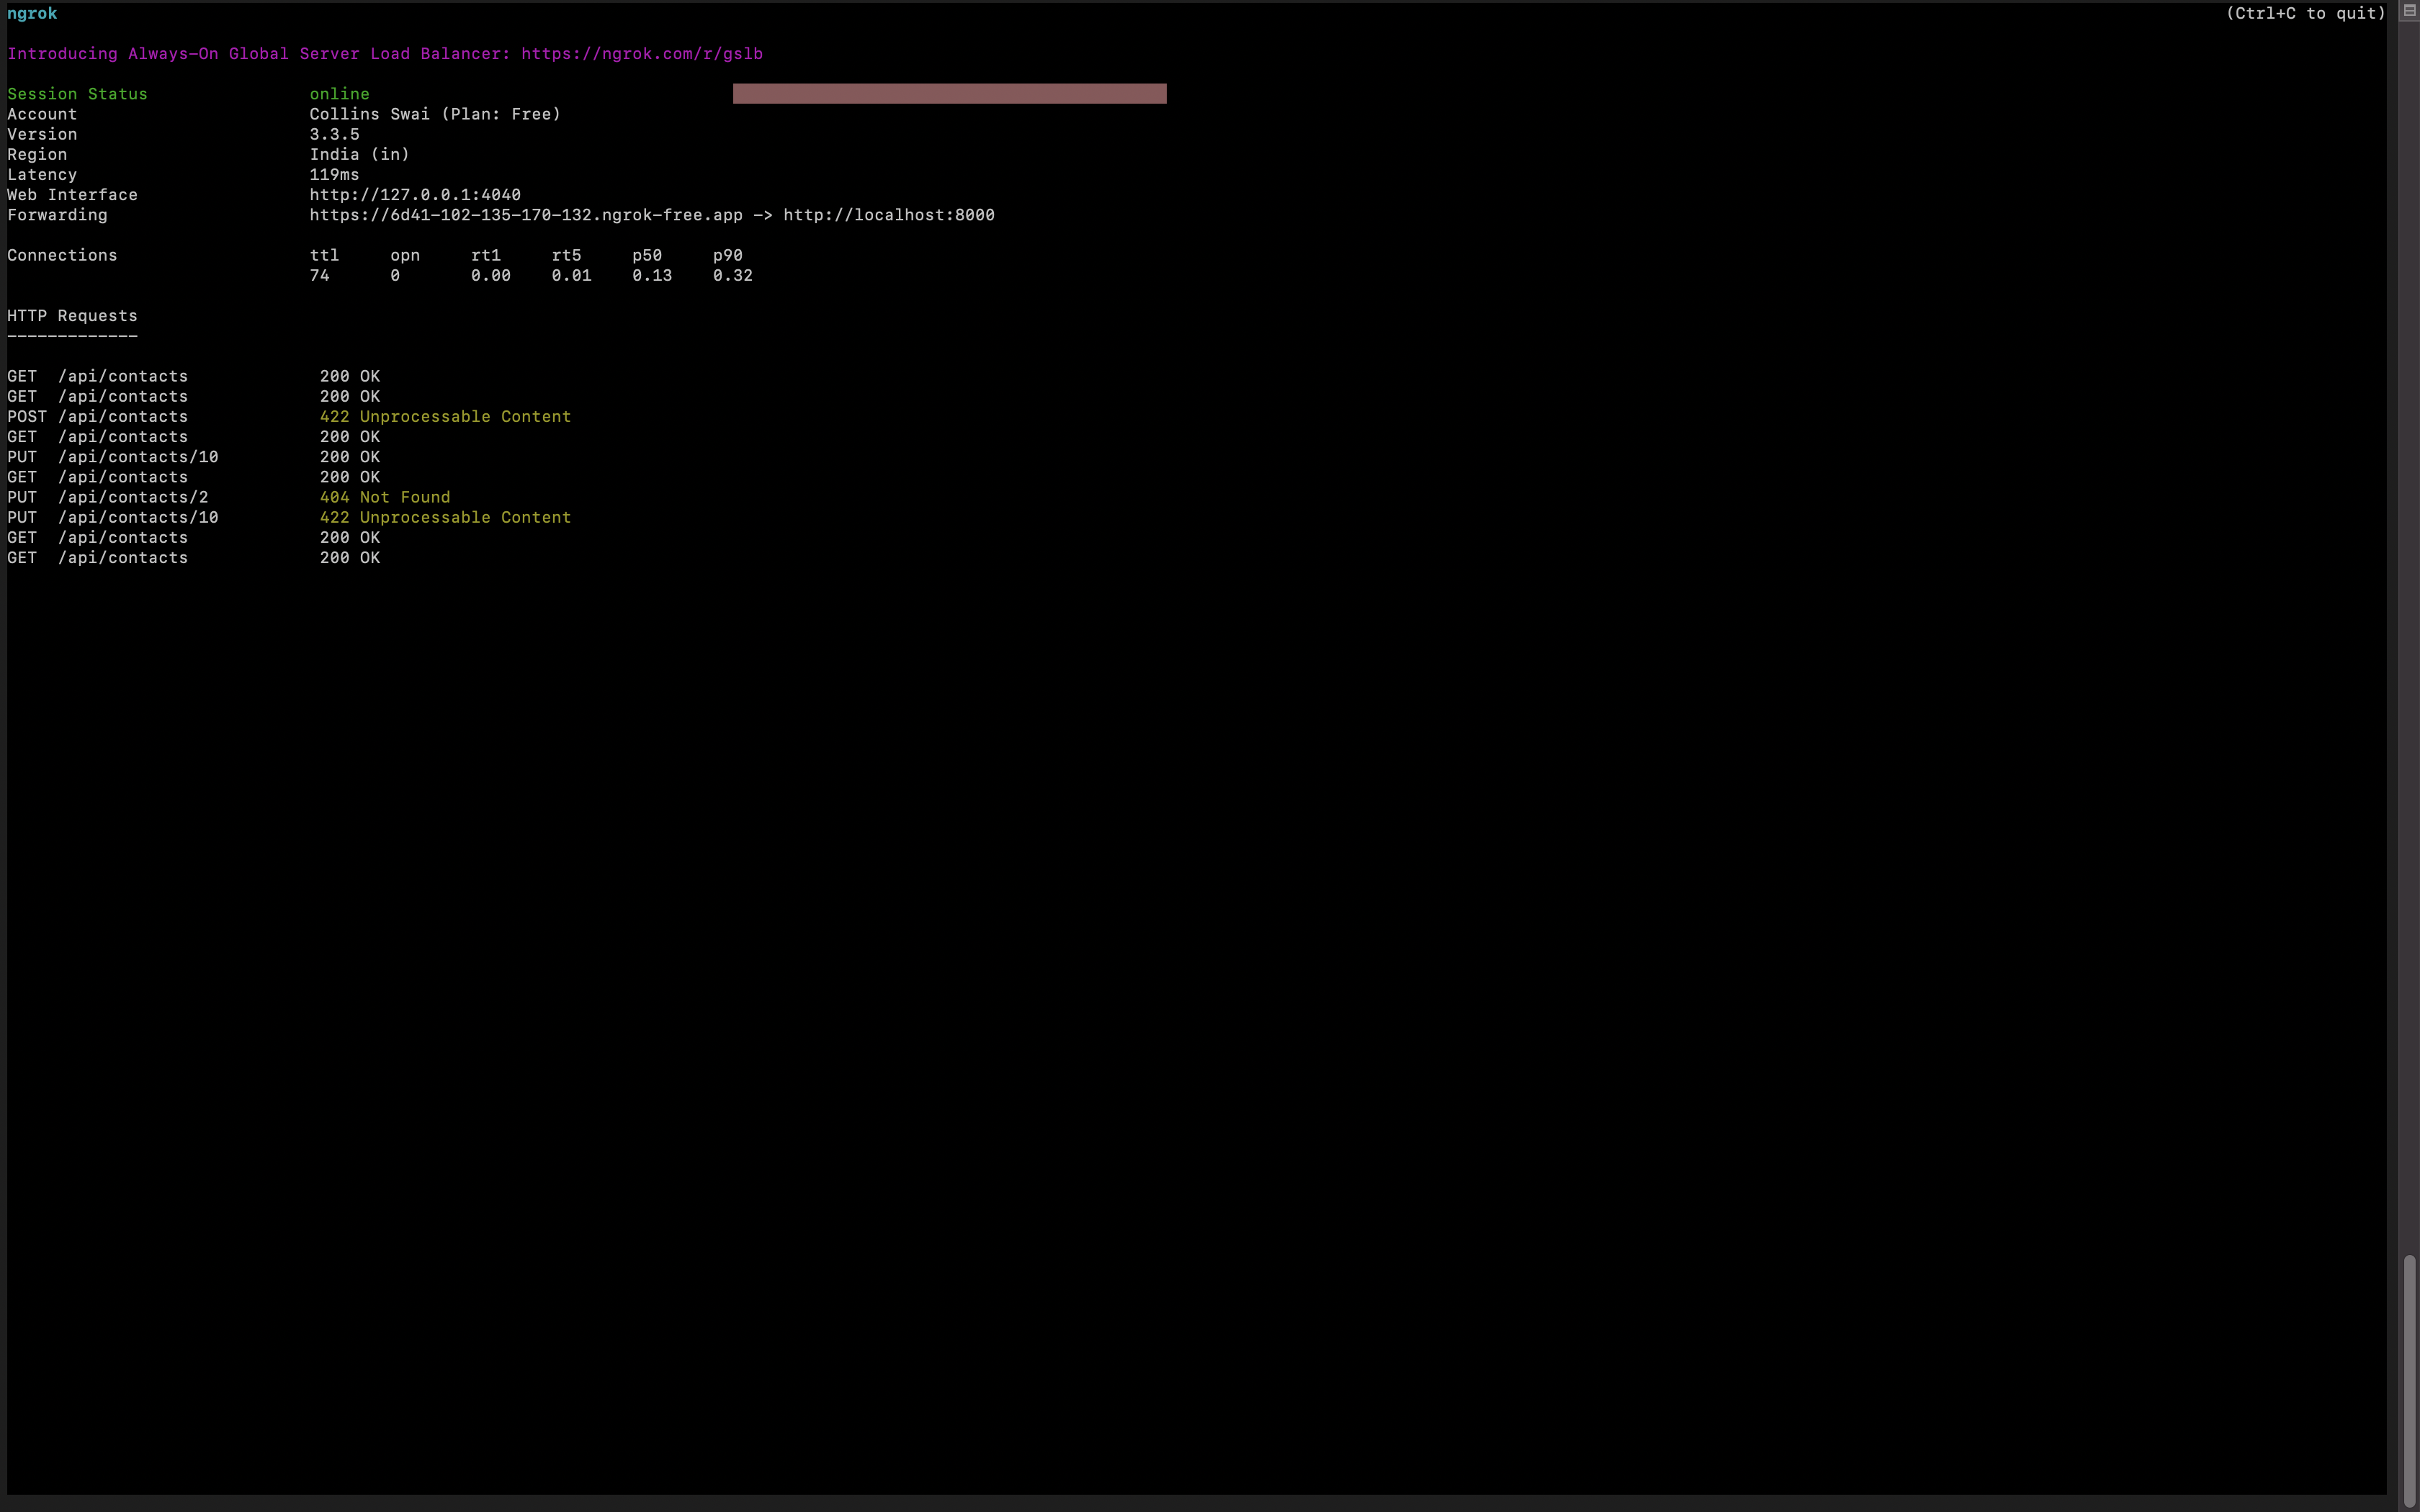 ngrok (Ctrl+C to quit)
Introducing Always-On Global Server Load Balancer: https://ngrok.com/r/gslb
Session Status online
Account Collins Swai (Plan: Free)
Version 3.3.5
Region India (in)
Latency 119ms
Web Interface http://127.0.0.1:4040
Forwarding https://6d41-102-135-170-132.ngrok-free.app -> http://localhost:8000
Connections ttl opn rt1 rt5 p50 p90
74 0 0.00 0.01 0.13 0.32
HTTP Requests
-------------
GET /api/contacts 200 OK
GET /api/contacts 200 OK
POST /api/contacts 422 Unprocessable Content
GET /api/contacts 200 OK
PUT /api/contacts/10 200 OK
GET /api/contacts 200 OK
PUT /api/contacts/2 404 Not Found
PUT /api/contacts/10 422 Unprocessable Content
GET /api/contacts 200 OK
GET /api/contacts 200 OK